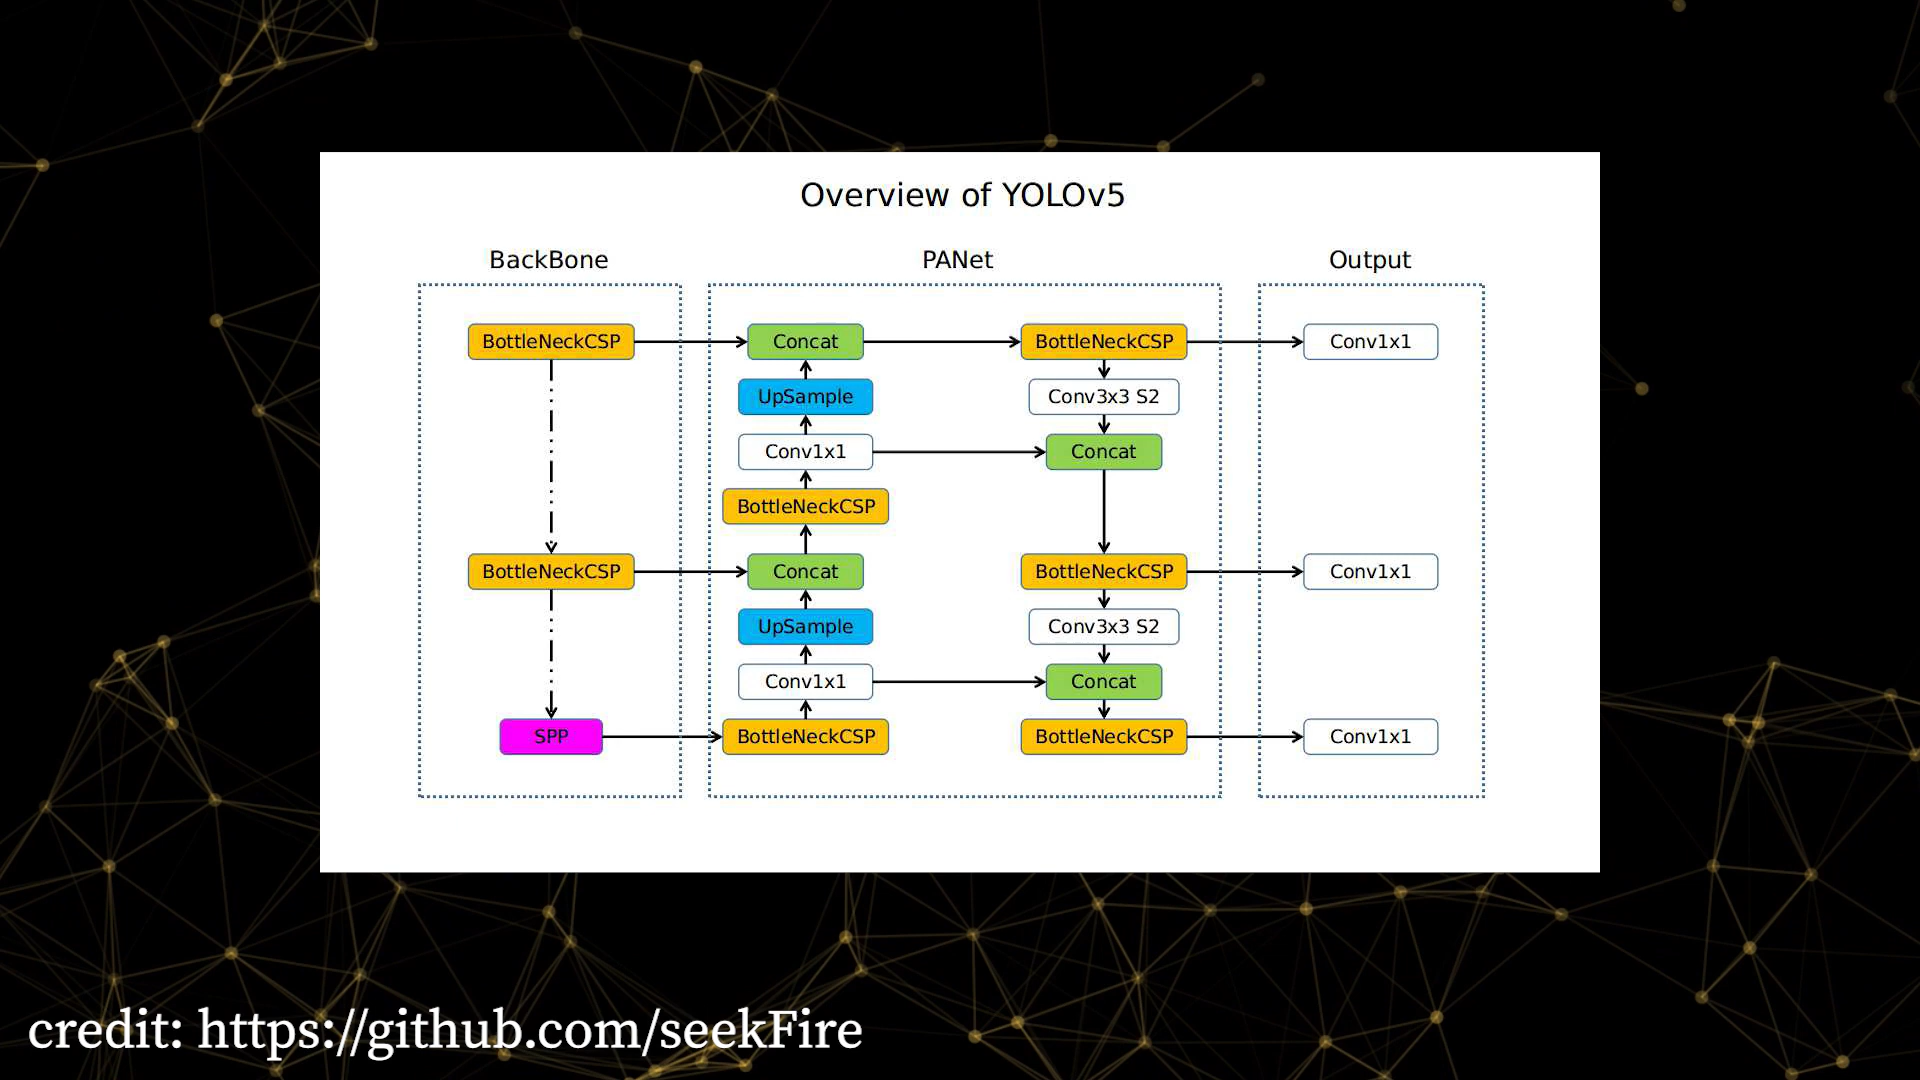 Overview of YOLOv5
BackBone
PANet
Output
BottleNeckCSP
Concat
BottleNeckCSP
Conv1x1
UpSample
Conv3x3 S2
Conv1x1
Concat
BottleNeckCSP
BottleNeckCSP
Concat
BottleNeckCSP
Conv1x1
UpSample
Conv3x3 S2
Conv1x1
Concat
SPP
BottleNeckCSP
BottleNeckCSP
Conv1x1
credit: https://github.com/seekFire